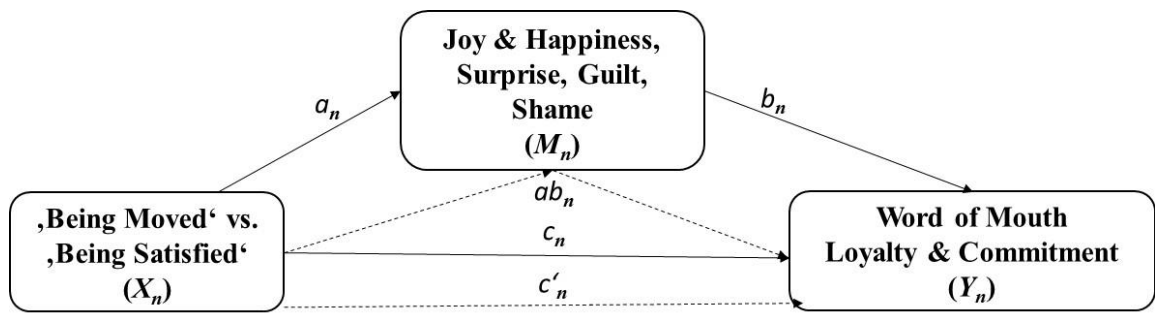 Joy & Happiness,
Surprise, Guilt,
Shame
(Mn)
an
bn
abn
‚Being Moved‘ vs.
‚Being Satisfied‘
(Xn)
cn
c‘n
Word of Mouth
Loyalty & Commitment
(Yn)